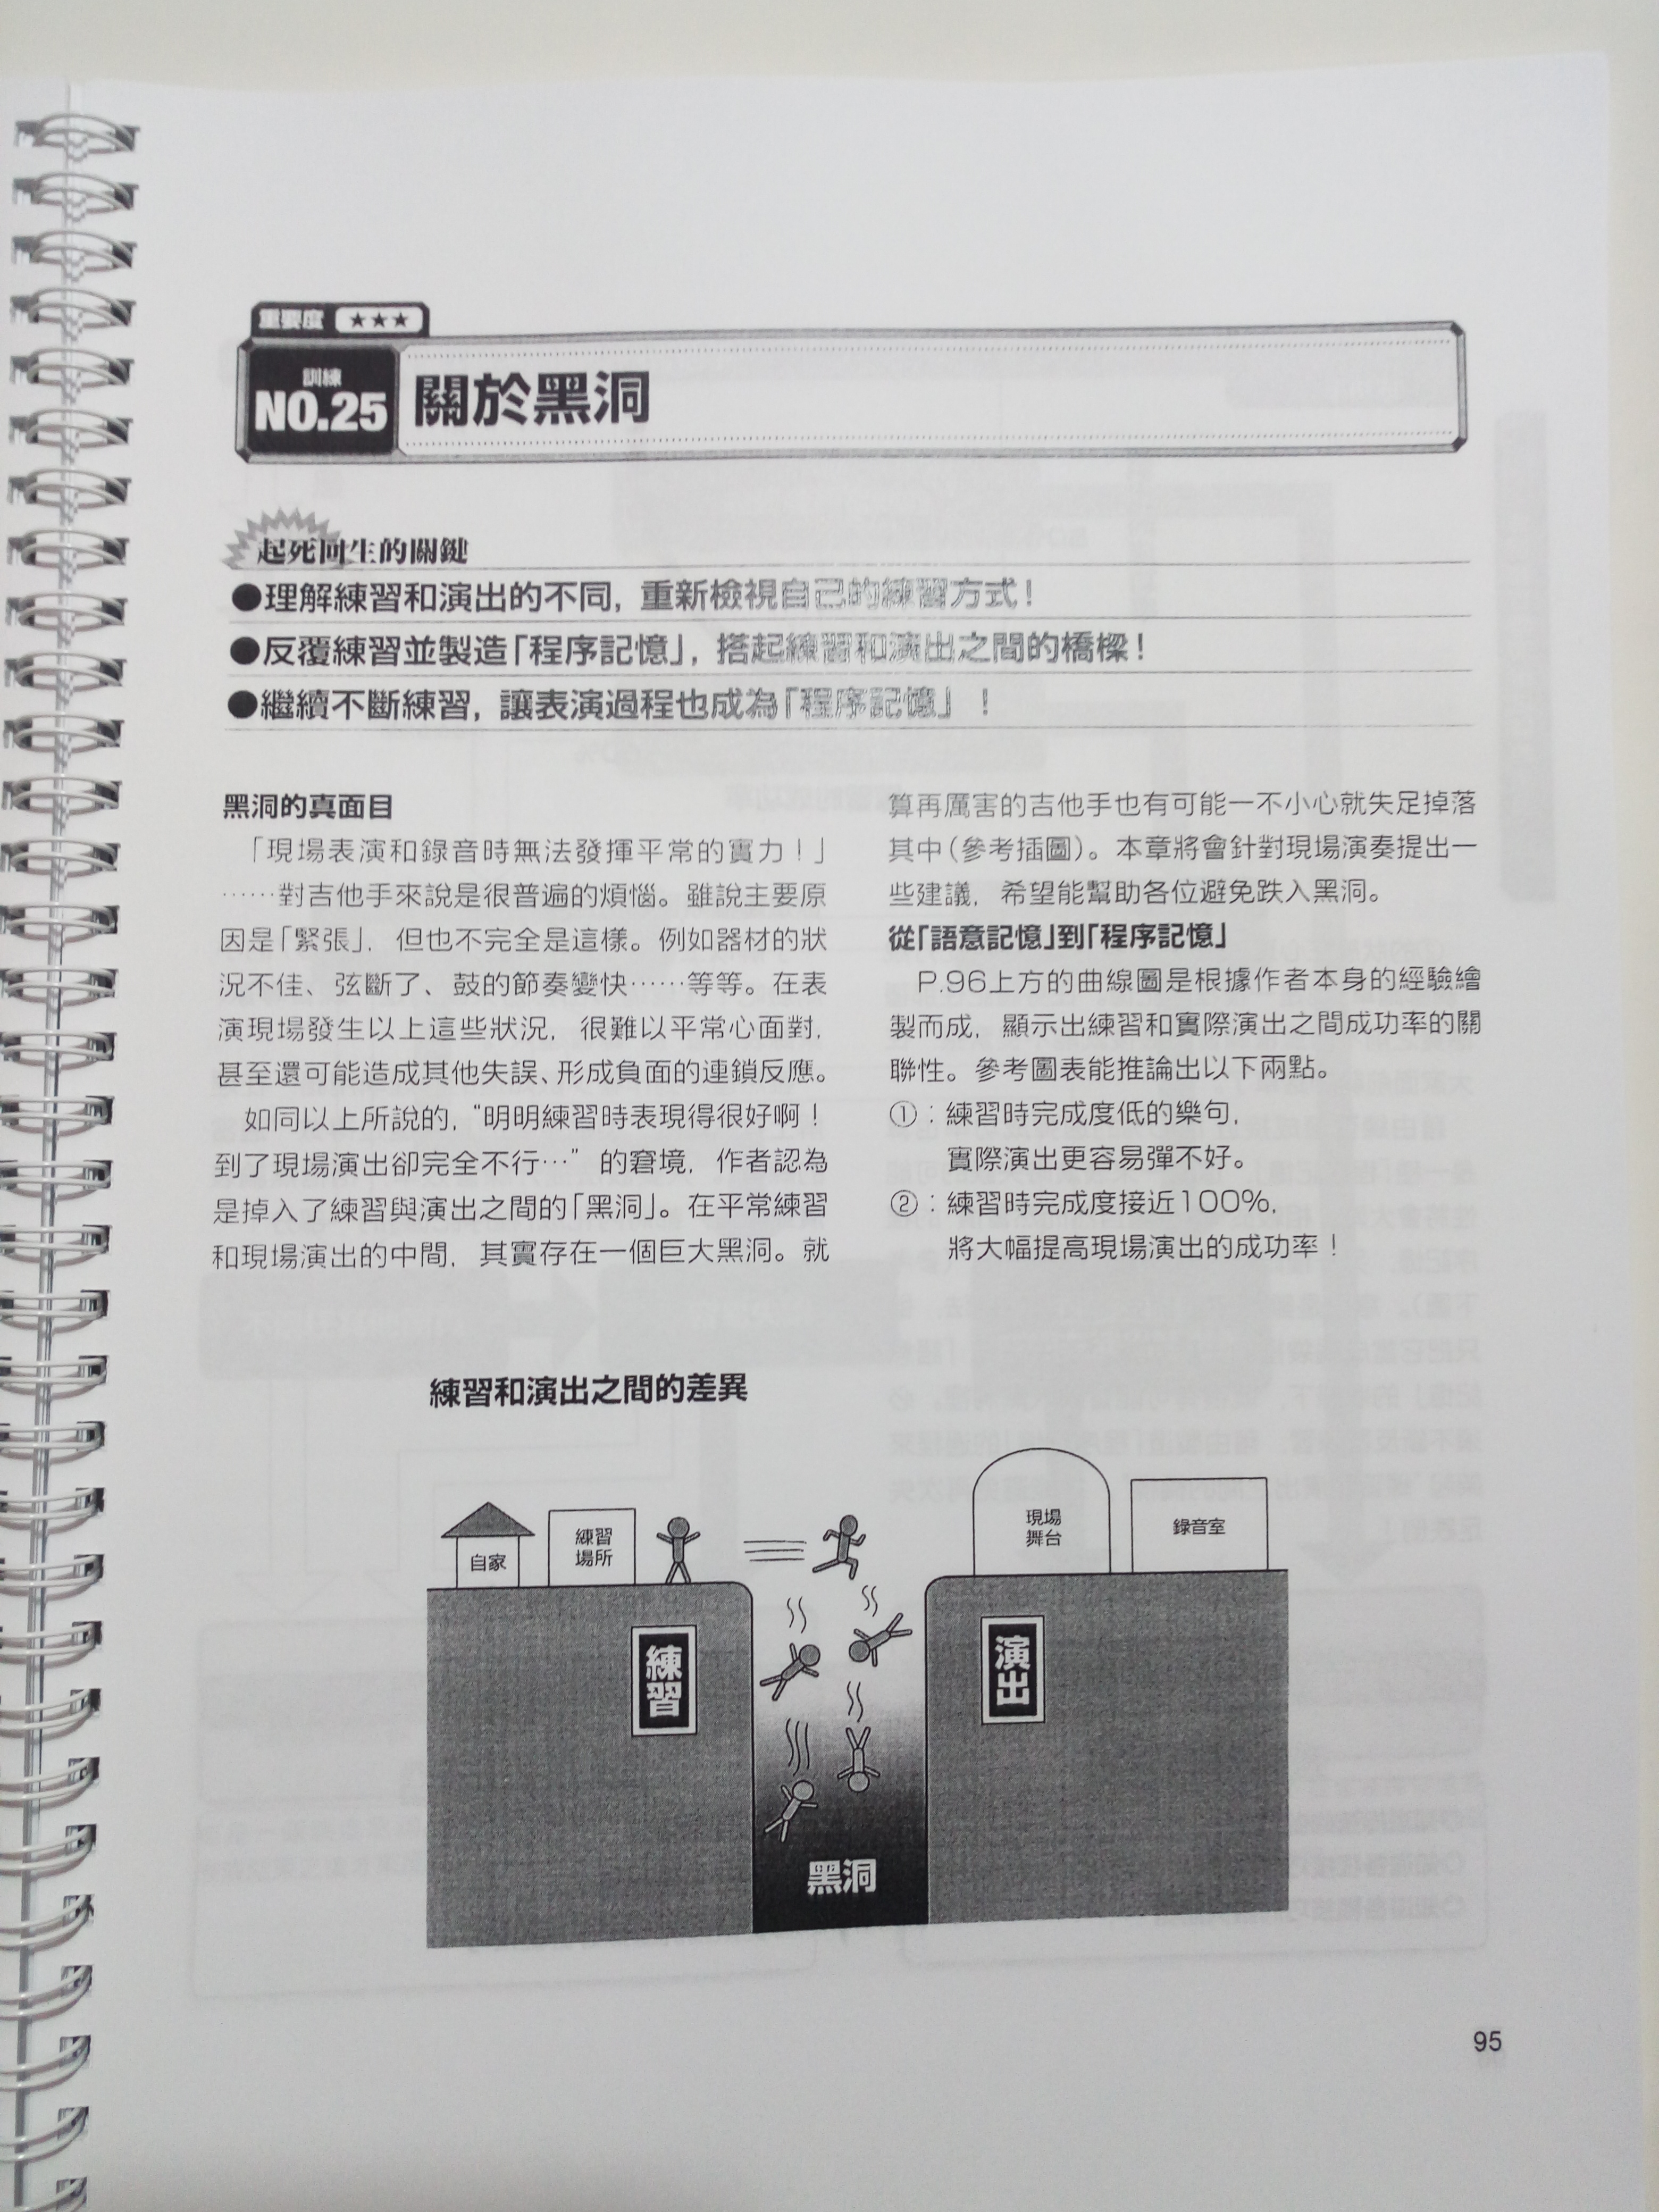 重要度 ★★★
訓練
NO.25
關於黑洞
起死回生的關鍵
●理解練習和演出的不同，重新檢視自己的練習方式！
●反覆練習並製造「程序記憶」，搭起練習和演出之間的橋樑！
●繼續不斷練習，讓表演過程也成為「程序記憶」！
黑洞的真面目
「現場表演和錄音時無法發揮平常的實力！」
……對吉他手來說是很普遍的煩惱。雖說主要原
因是「緊張」，但也不完全是這樣。例如器材的狀
況不佳、弦斷了、鼓的節奏變快……等等。在表
演現場發生以上這些狀況，很難以平常心面對，
甚至還可能造成其他失誤、形成負面的連鎖反應。
如同以上所說的，“明明練習時表現得很好啊！
到了現場演出卻完全不行…”的窘境，作者認為
是掉入了練習與演出之間的「黑洞」。在平常練習
和現場演出的中間，其實存在一個巨大黑洞。就
算再厲害的吉他手也有可能一不小心就失足掉落
其中（參考插圖）。本章將會針對現場演奏提出一
些建議，希望能幫助各位避免跌入黑洞。
從「語意記憶」到「程序記憶」
P.96上方的曲線圖是根據作者本身的經驗繪
製而成，顯示出練習和實際演出之間成功率的關
聯性。參考圖表能推論出以下兩點。
①：練習時完成度低的樂句，
實際演出更容易彈不好。
②：練習時完成度接近100%，
將大幅提高現場演出的成功率！
練習和演出之間的差異
自家
練習
場所
現場
舞台
錄音室
練習
演出
黑洞
95